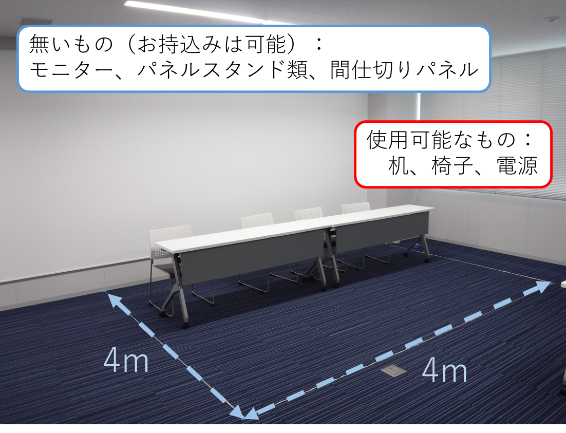 無いもの（お持込みは可能）：
モニター、パネルスタンド類、間仕切りパネル
使用可能なもの：
机、椅子、電源
4m
4m